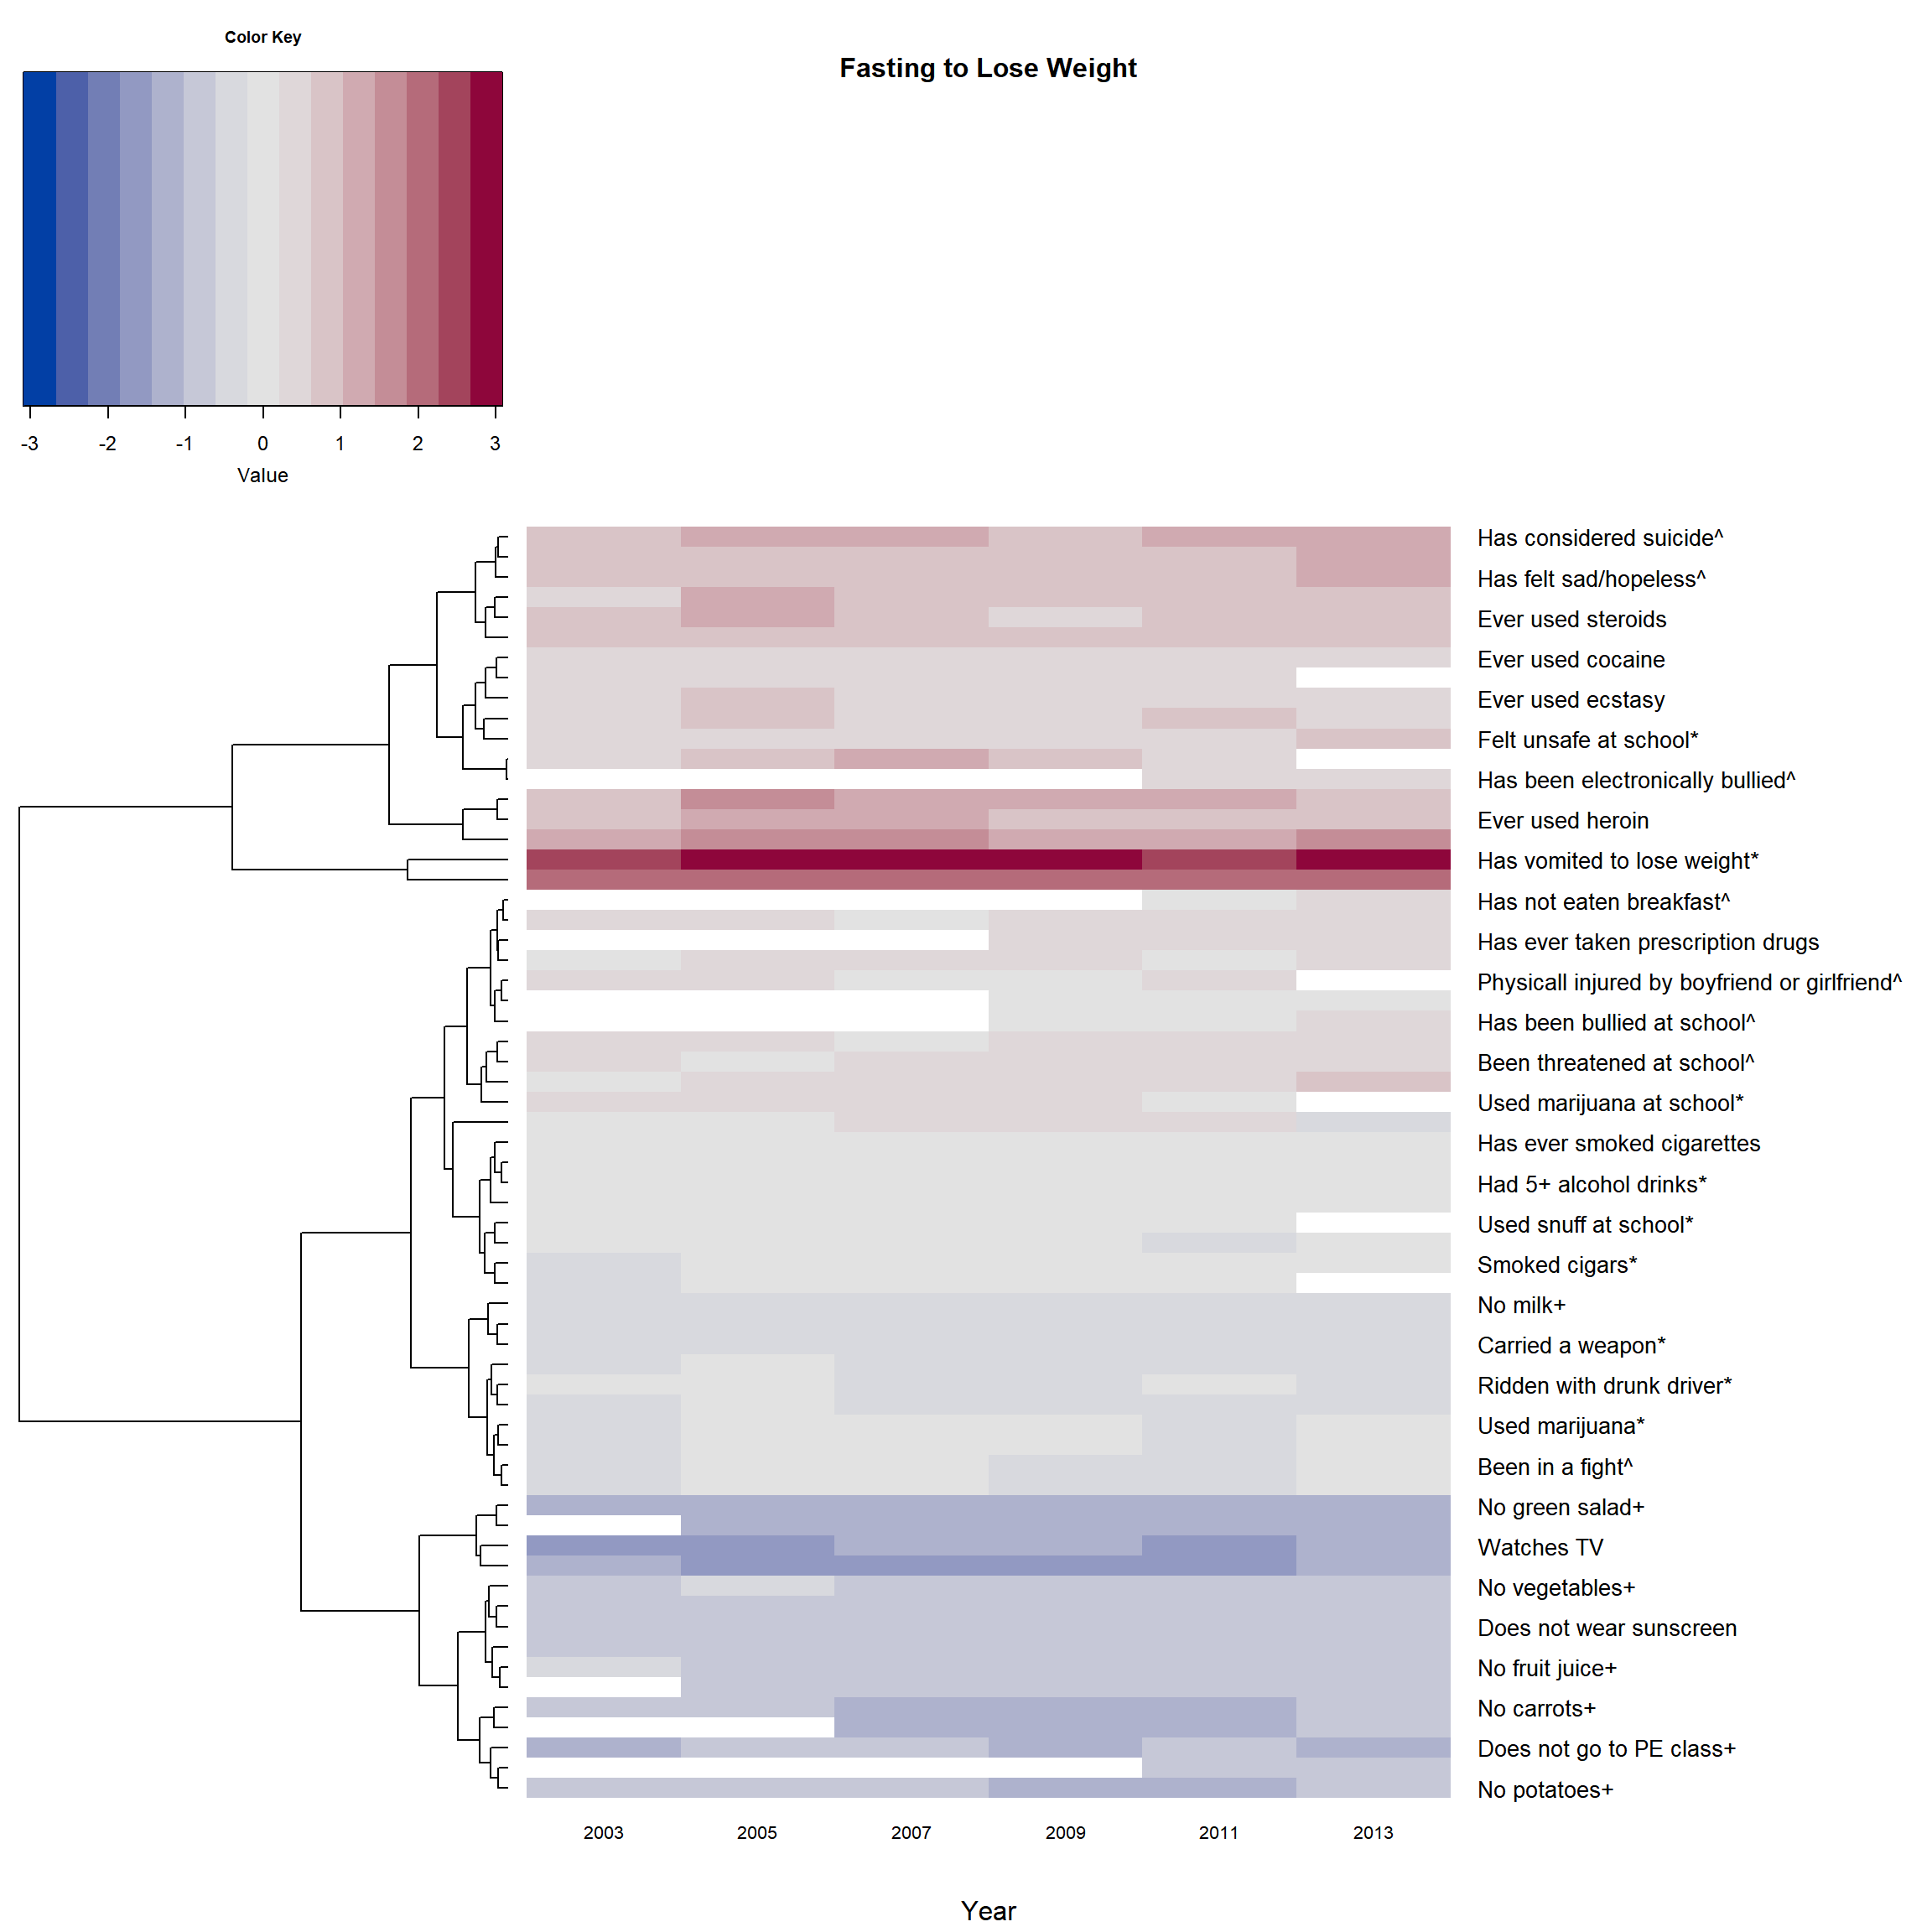 Color Key
Fasting to Lose Weight
-3 -2 -1 0 1 2 3
Value
Has considered suicide^
Has felt sad/hopeless^
Ever used steroids
Ever used cocaine
Ever used ecstasy
Felt unsafe at school*
Has been electronically bullied^
Ever used heroin
Has vomited to lose weight*
Has not eaten breakfast^
Has ever taken prescription drugs
Physicall injured by boyfriend or girlfriend^
Has been bullied at school^
Been threatened at school^
Used marijuana at school*
Has ever smoked cigarettes
Had 5+ alcohol drinks*
Used snuff at school*
Smoked cigars*
No milk+
Carried a weapon*
Ridden with drunk driver*
Used marijuana*
Been in a fight^
No green salad+
Watches TV
No vegetables+
Does not wear sunscreen
No fruit juice+
No carrots+
Does not go to PE class+
No potatoes+
2003 2005 2007 2009 2011 2013
Year